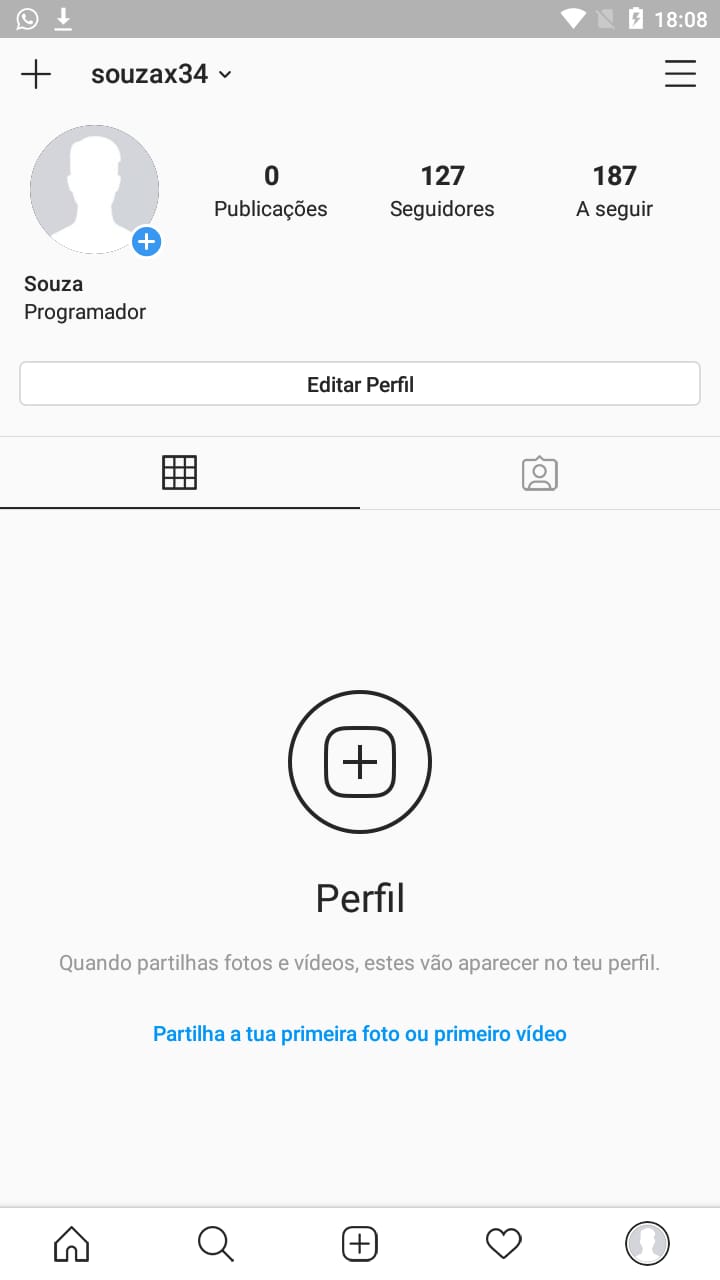 18:08
souzax34
0 127 187
Publicações Seguidores A seguir
Souza
Programador
Editar Perfil
Perfil
Quando partilhas fotos e vídeos, estes vão aparecer no teu perfil.
Partilha a tua primeira foto ou primeiro vídeo